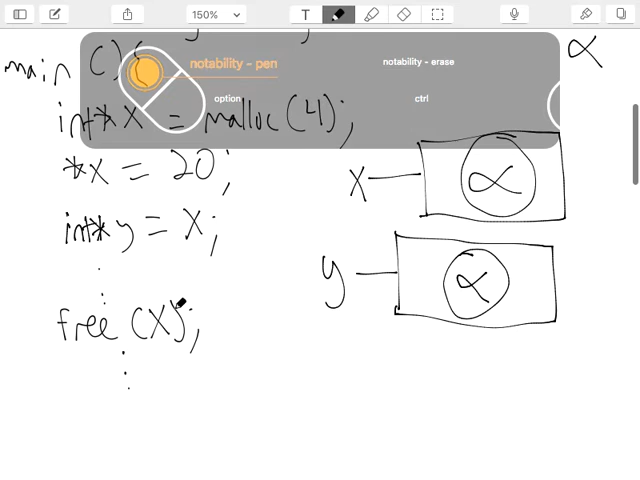 150%
T
notability - pen
notability - erase
option
ctrl
α
main () {
int* x = malloc(4);
*x = 20;
int* y = x;
free (x);
x
α
y
α